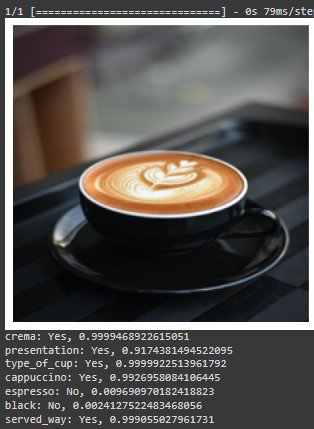 1/1 [==============================] - 0s 79ms/ste
crema: Yes, 0.9999468922615051
presentation: Yes, 0.9174381494522095
type_of_cup: Yes, 0.9999922513961792
cappuccino: Yes, 0.9926958084106445
espresso: No, 0.009690970182418823
black: No, 0.0024127522483468056
served_way: Yes, 0.999055027961731